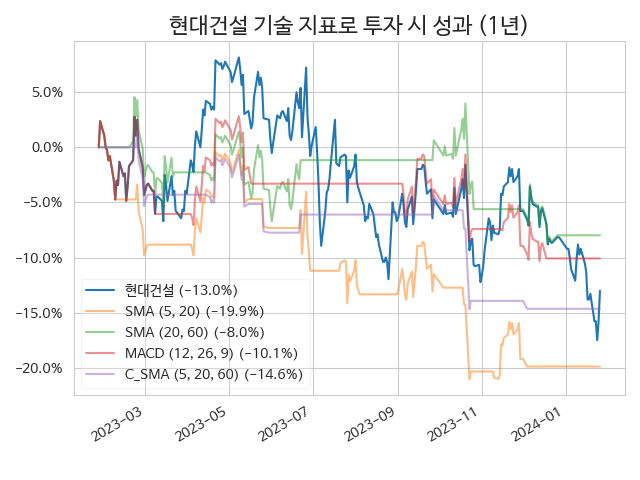 현대건설 기술 지표로 투자 시 성과 (1년)
5.0%
0.0%
−5.0%
−10.0%
−15.0%
−20.0%
현대건설 (−13.0%)
SMA (5, 20) (−19.9%)
SMA (20, 60) (−8.0%)
MACD (12, 26, 9) (−10.1%)
C_SMA (5, 20, 60) (−14.6%)
2023−03
2023−05
2023−07
2023−09
2023−11
2024−01